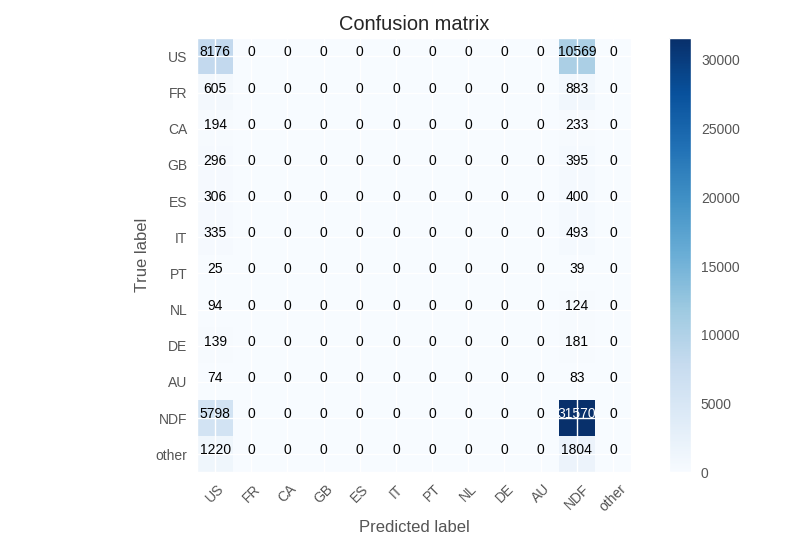 Confusion matrix
US 8176 0 0 0 0 0 0 0 0 0 10569 0
FR 605 0 0 0 0 0 0 0 0 0 883 0
CA 194 0 0 0 0 0 0 0 0 0 233 0
GB 296 0 0 0 0 0 0 0 0 0 395 0
ES 306 0 0 0 0 0 0 0 0 0 400 0
IT 335 0 0 0 0 0 0 0 0 0 493 0
PT 25 0 0 0 0 0 0 0 0 0 39 0
NL 94 0 0 0 0 0 0 0 0 0 124 0
DE 139 0 0 0 0 0 0 0 0 0 181 0
AU 74 0 0 0 0 0 0 0 0 0 83 0
NDF 5798 0 0 0 0 0 0 0 0 0 31570 0
other 1220 0 0 0 0 0 0 0 0 0 1804 0
US FR CA GB ES IT PT NL DE AU NDF other
Predicted label
True label
30000
25000
20000
15000
10000
5000
0